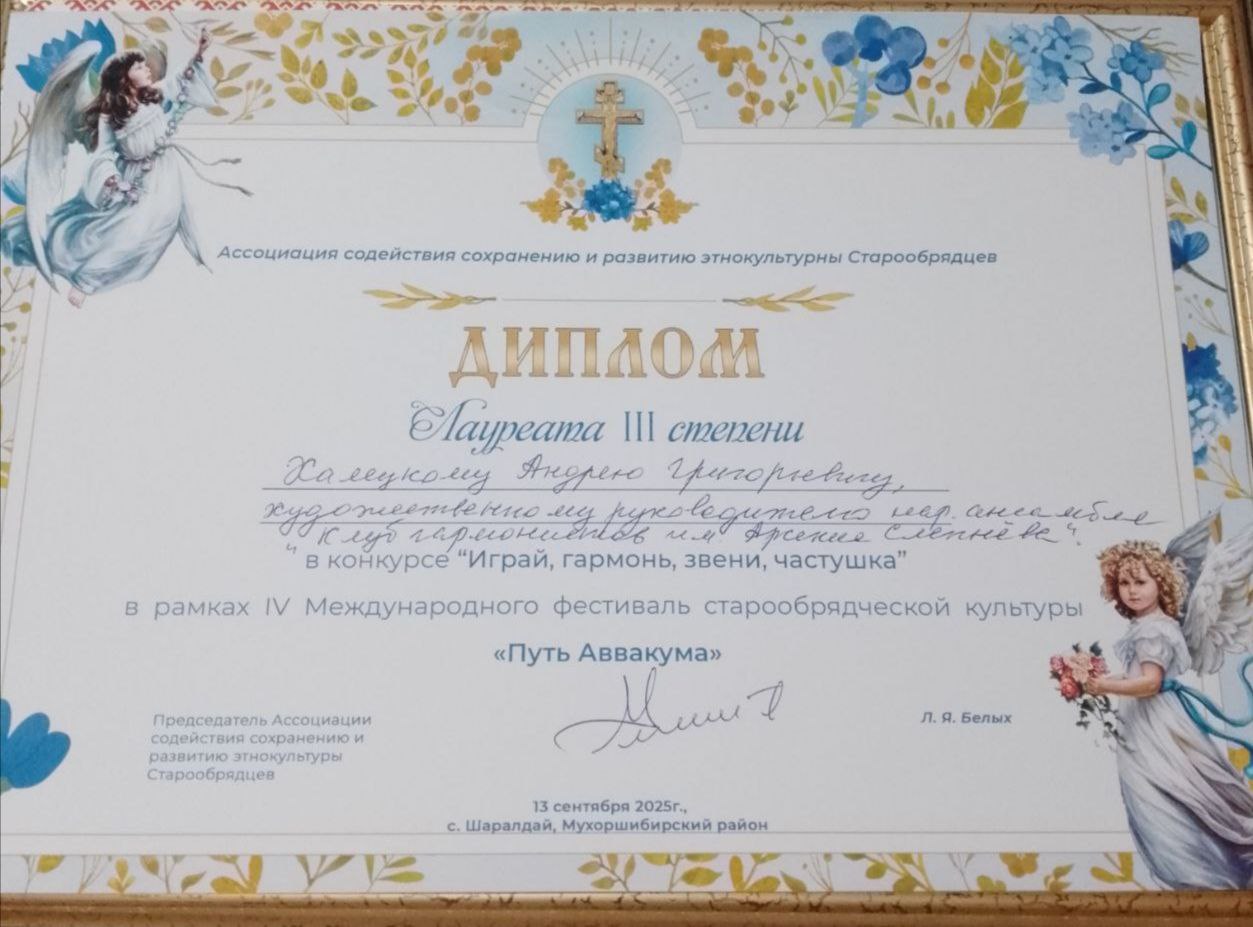 Ассоциация содействия сохранению и развитию этнокультурны Старообрядцев
ДИПЛОМ
Лауреата III степени
Халецкому Андрею Григорьевичу,
художественному руководителю нар. ансамбля
"Клуб гармонистов им Арсения Слепнёва".
в конкурсе “Играй, гармонь, звени, частушка”
в рамках IV Международного фестиваль старообрядческой культуры
«Путь Аввакума»
Председатель Ассоциации
содействия сохранению и
развитию этнокультуры
Старообрядцев
Л. Я. Белых
13 сентября 2025г.,
с. Шаралдай, Мухоршибирский район